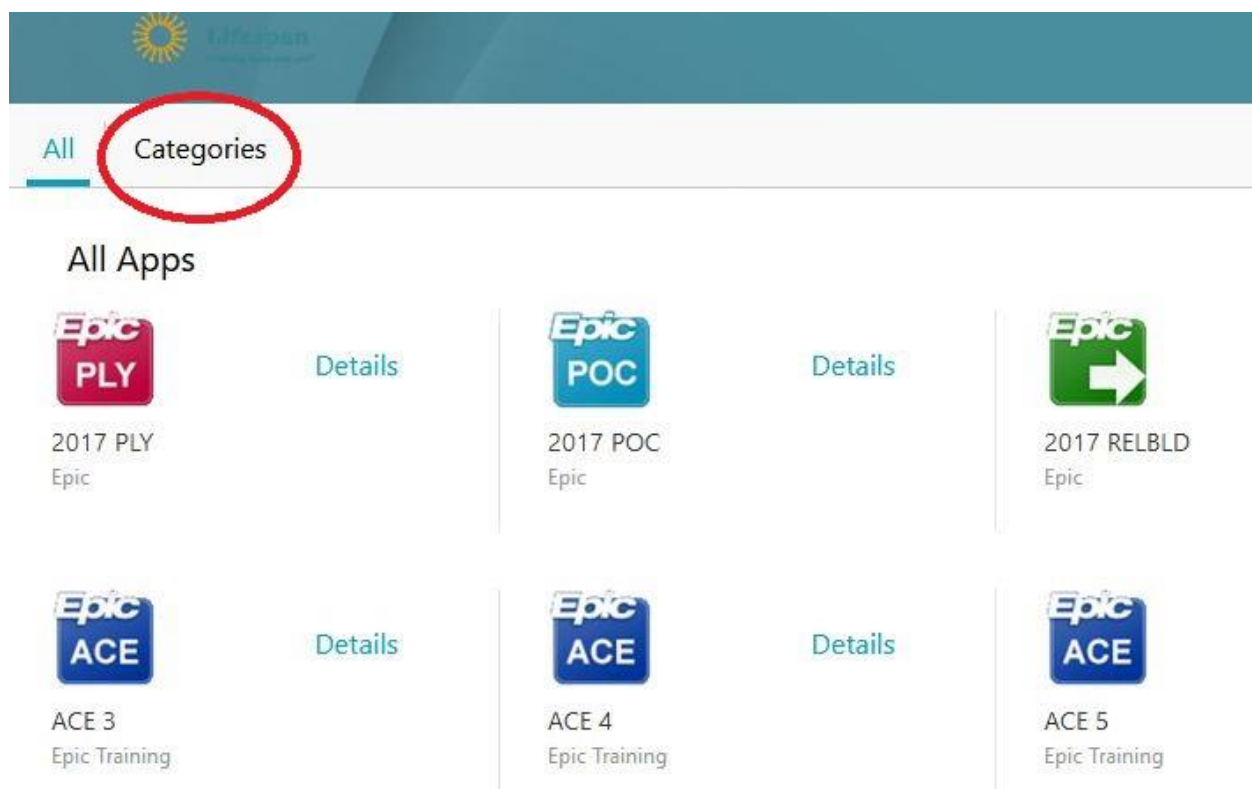 Lifespan
All Categories
All Apps
Epic Epic Epic
PLY Details POC Details
2017 PLY 2017 POC 2017 RELBLD
Epic Epic Epic
Epic Epic Epic
ACE Details ACE Details ACE
ACE 3 ACE 4 ACE 5
Epic Training Epic Training Epic Training